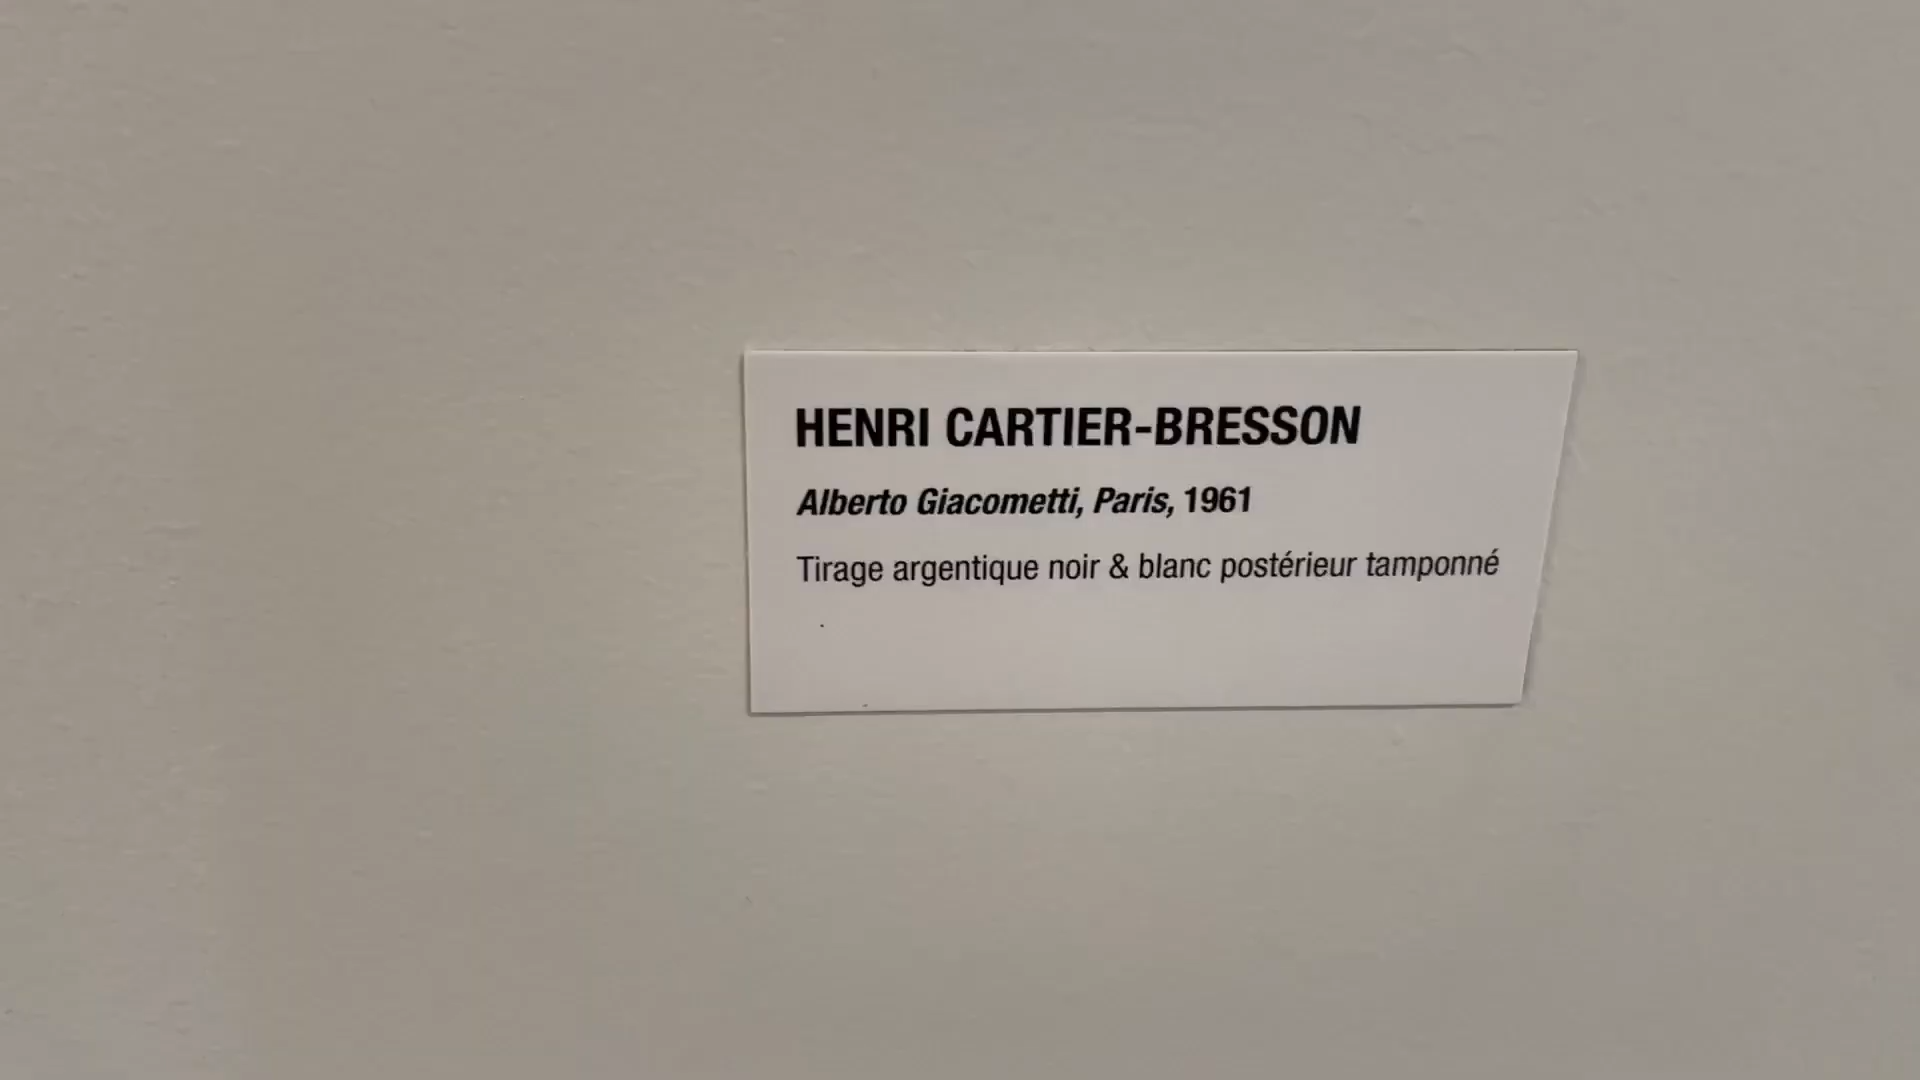 HENRI CARTIER-BRESSON
Alberto Giacometti, Paris, 1961
Tirage argentique noir & blanc postérieur tamponné